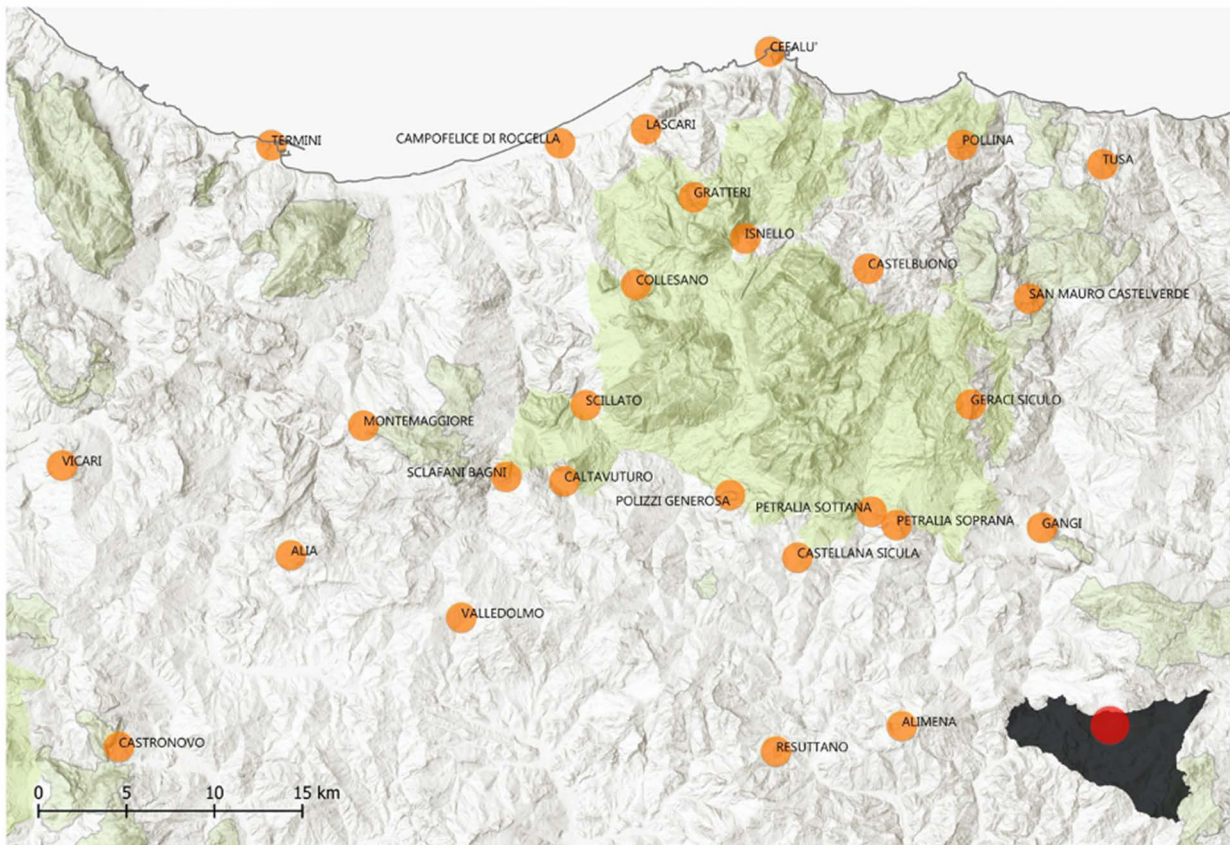 CEFALU'
LASCARI
CAMPOFELICE DI ROCCELLA
TERMINI
POLLINA
TUSA
GRATTERI
ISNELLO
CASTELBUONO
COLLESANO
SAN MAURO CASTELVERDE
SCILLATO
GERACI SICULO
MONTEMAGGIORE
VICARI
SCLAFANI BAGNI
CALTAVUTURO
POLIZZI GENEROSA
PETRALIA SOTTANA
PETRALIA SOPRANA
GANGI
ALIA
CASTELLANA SICULA
VALLEDOLMO
ALIMENA
CASTRONOVO
RESUTTANO
0 5 10 15 km